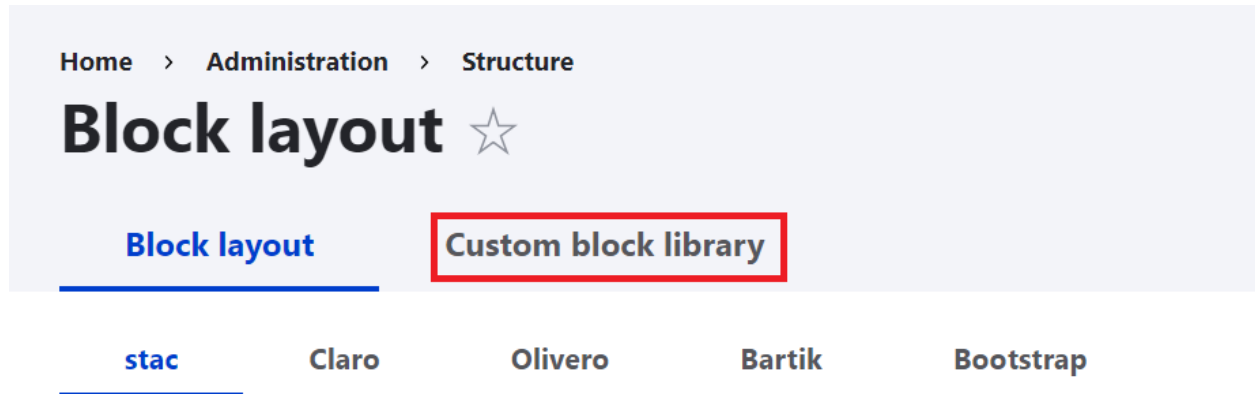 Home > Administration > Structure
Block layout ☆
Block layout Custom block library
stac Claro Olivero Bartik Bootstrap